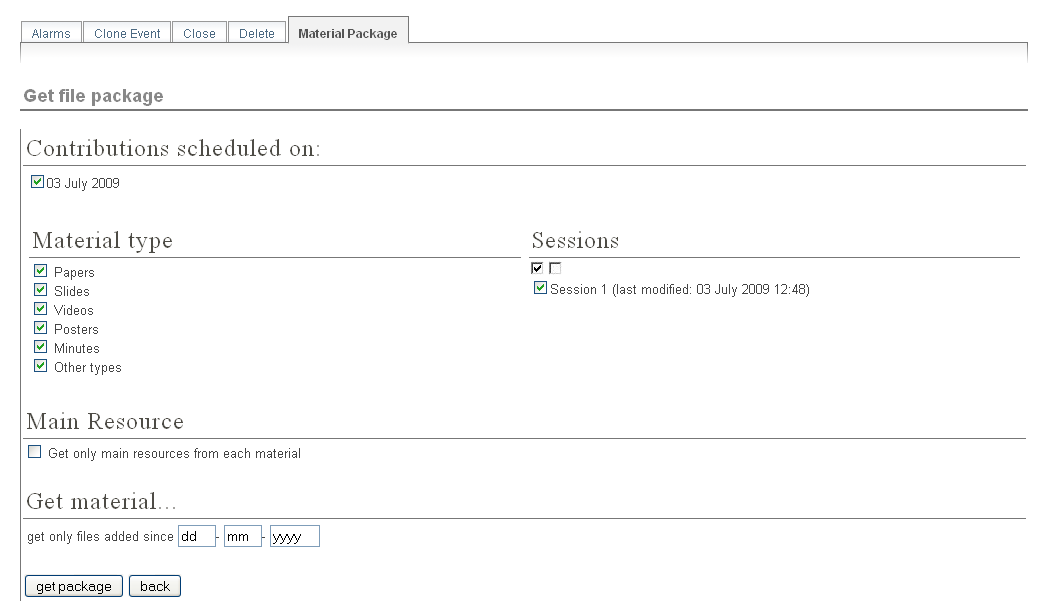 Alarms Clone Event Close Delete Material Package
Get file package
Contributions scheduled on:
03 July 2009
Material type
Papers
Slides
Videos
Posters
Minutes
Other types
Sessions
Session 1 (last modified: 03 July 2009 12:48)
Main Resource
Get only main resources from each material
Get material...
get only files added since dd - mm - yyyy
get package back